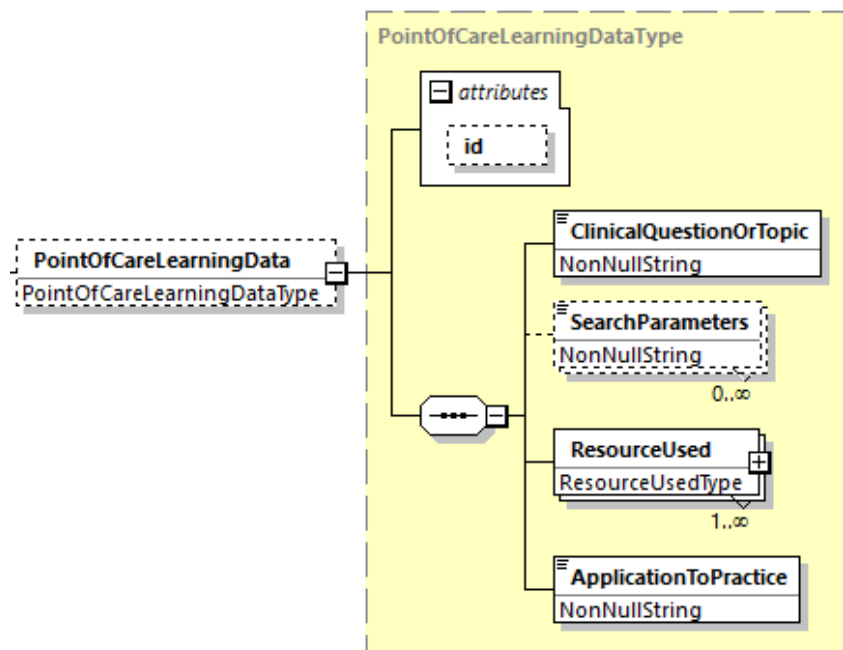 PointOfCareLearningDataType
attributes
id
PointOfCareLearningData
PointOfCareLearningDataType
ClinicalQuestionOrTopic
NonNullString
SearchParameters
NonNullString
0..∞
ResourceUsed
ResourceUsedType
1..∞
ApplicationToPractice
NonNullString